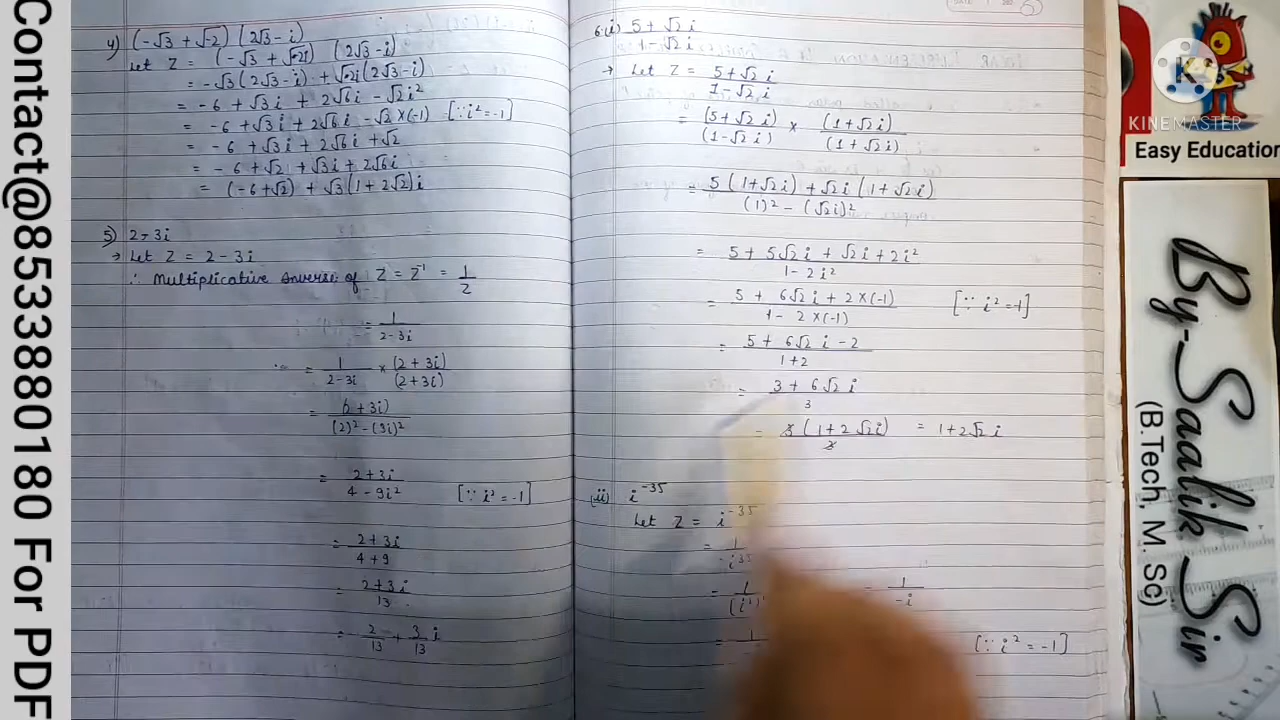 Contact@8533880180 For PDF
4) (-√3 + √-2) (2√3 - i)
Let Z = (-√3 + √2i) (2√3 - i)
= -√3 (2√3 - i) + √2i (2√3 - i)
= -6 + √3 i + 2√6 i - √2 i²
= -6 + √3 i + 2√6 i - √2 × (-1) [∵ i² = -1]
= -6 + √3 i + 2√6 i + √2
= -6 + √2 + √3 i + 2√6 i
= (-6 + √2) + √3 (1 + 2√2) i
5) 2 - 3i
→ Let Z = 2 - 3i
∴ Multiplicative Inverse of Z = Z⁻¹ = 1/2
= 1/(2 - 3i)
= 1/(2 - 3i) × (2 + 3i)/(2 + 3i)
= (2 + 3i)/((2)² - (3i)²)
= (2 + 3i)/(4 - 9i²) [∵ i² = -1]
= (2 + 3i)/(4 + 9)
= (2 + 3i)/13
= 2/13 + 3/13 i
6.(i) (5 + √2 i)/(1 - √2 i)
→ Let Z = (5 + √2 i)/(1 - √2 i)
= (5 + √2 i)/(1 - √2 i) × (1 + √2 i)/(1 + √2 i)
= (5 (1 + √2 i) + √2 i (1 + √2 i))/((1)² - (√2 i)²)
= (5 + 5√2 i + √2 i + 2i²)/(1 - 2i²)
= (5 + 6√2 i + 2 × (-1))/(1 - 2 × (-1)) [∵ i² = -1]
= (5 + 6√2 i - 2)/(1 + 2)
= (3 + 6√2 i)/3
= 3 (1 + 2√2 i)/3 = 1 + 2√2 i
(ii) i⁻³⁵
Let Z = i⁻³⁵
= 1/i³⁵
= 1/(i²) = 1/-i
= 1 [∵ i² = -1]
K
KINEMASTER
Easy Education
By-Saalik Sir
(B.Tech, M. Sc)